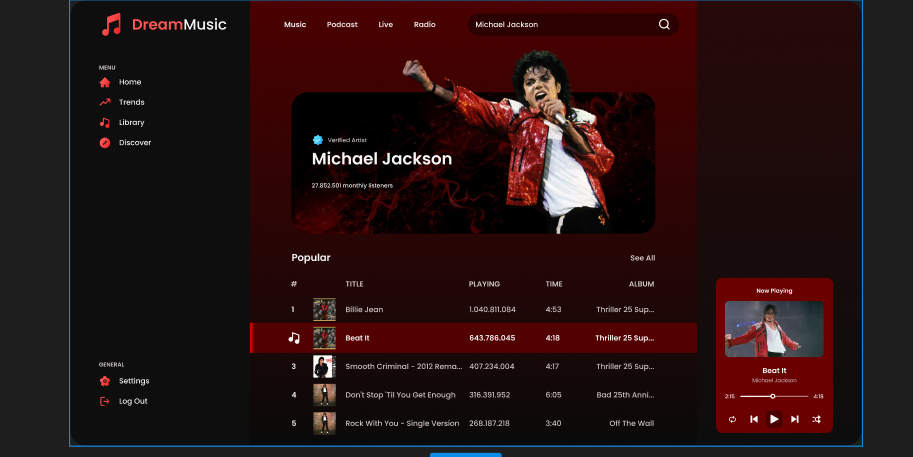 DreamMusic
Music Podcast Live Radio Michael Jackson
MENU
Home
Trends
Library
Discover
Verified Artist
Michael Jackson
27.852.501 monthly listeners
Popular See All
# TITLE PLAYING TIME ALBUM
1 Billie Jean 1.040.811.084 4:53 Thriller 25 Sup...
Beat It 643.786.045 4:18 Thriller 25 Sup...
3 Smooth Criminal - 2012 Rema... 407.234.004 4:17 Thriller 25 Sup...
4 Don't Stop 'Til You Get Enough 316.391.952 6:05 Bad 25th Anni...
5 Rock With You - Single Version 268.187.218 3:40 Off The Wall
GENERAL
Settings
Log Out
Now Playing
Beat It
Michael Jackson
2:15 4:18